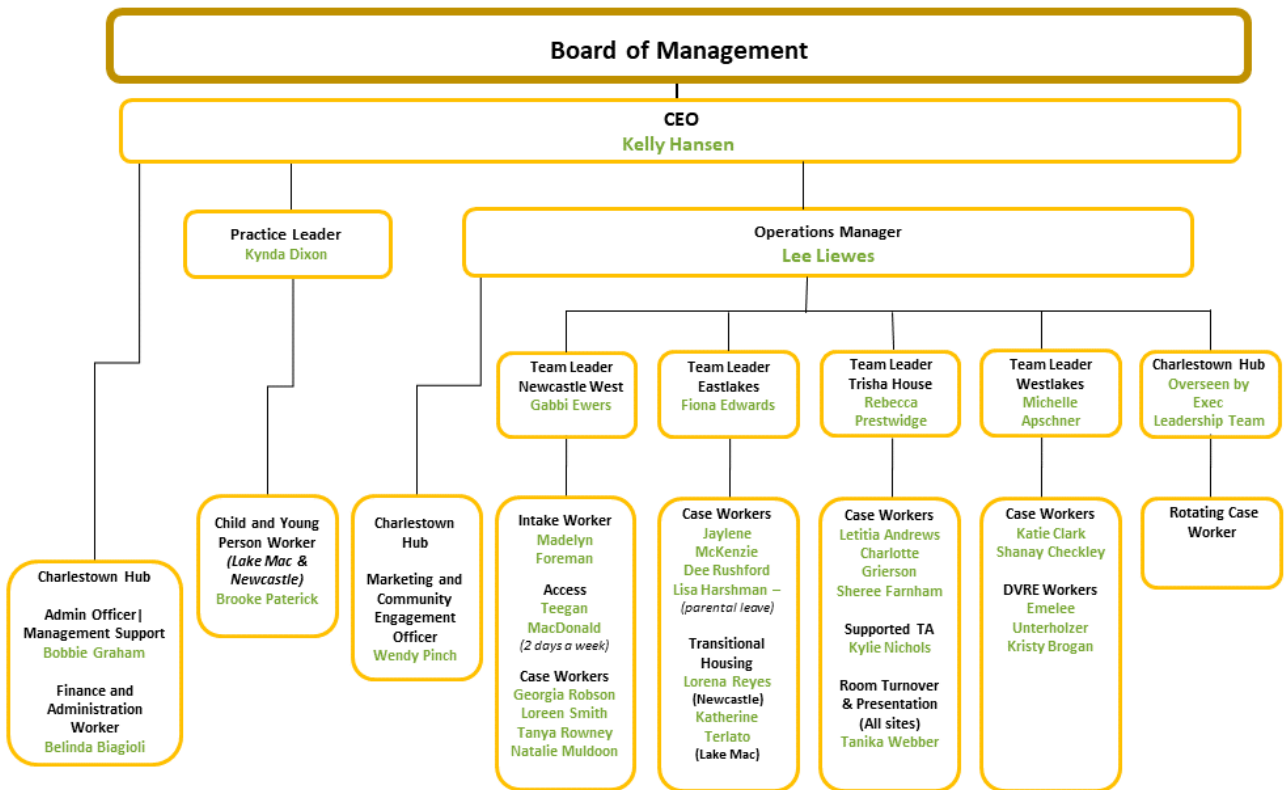 Board of Management
CEO
Kelly Hansen
Practice Leader
Kynda Dixon
Operations Manager
Lee Liewes
Team Leader
Newcastle West
Gabbi Ewers
Team Leader
Eastlakes
Fiona Edwards
Team Leader
Trisha House
Rebecca
Prestwidge
Team Leader
Westlakes
Michelle
Apschner
Charlestown Hub
Overseen by
Exec
Leadership Team
Charlestown Hub
Admin Officer|
Management Support
Bobbie Graham
Finance and
Administration
Worker
Belinda Biagioli
Child and Young
Person Worker
(Lake Mac &
Newcastle)
Brooke Paterick
Charlestown
Hub
Marketing and
Community
Engagement
Officer
Wendy Pinch
Intake Worker
Madelyn
Foreman
Access
Teegan
MacDonald
(2 days a week)
Case Workers
Georgia Robson
Loreen Smith
Tanya Rowney
Natalie Muldoon
Case Workers
Jaylene
McKenzie
Dee Rushford
Lisa Harshman –
(parental leave)
Transitional
Housing
Lorena Reyes
(Newcastle)
Katherine
Terlato
(Lake Mac)
Case Workers
Letitia Andrews
Charlotte
Grierson
Sheree Farnham
Supported TA
Kylie Nichols
Room Turnover
& Presentation
(All sites)
Tanika Webber
Case Workers
Katie Clark
Shanay Checkley
DVRE Workers
Emelee
Unterholzer
Kristy Brogan
Rotating Case
Worker